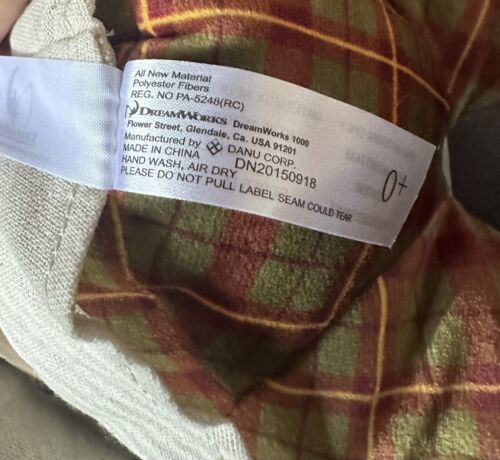 All New Material
Polyester Fibers
REG. NO PA-5248(RC)
DREAMWORKS DreamWorks 1000
Flower Street, Glendale, Ca. USA 91201
Manufactured by DANU CORP.
MADE IN CHINA DN20150918
HAND WASH, AIR DRY
PLEASE DO NOT PULL LABEL SEAM COULD TEAR
0+